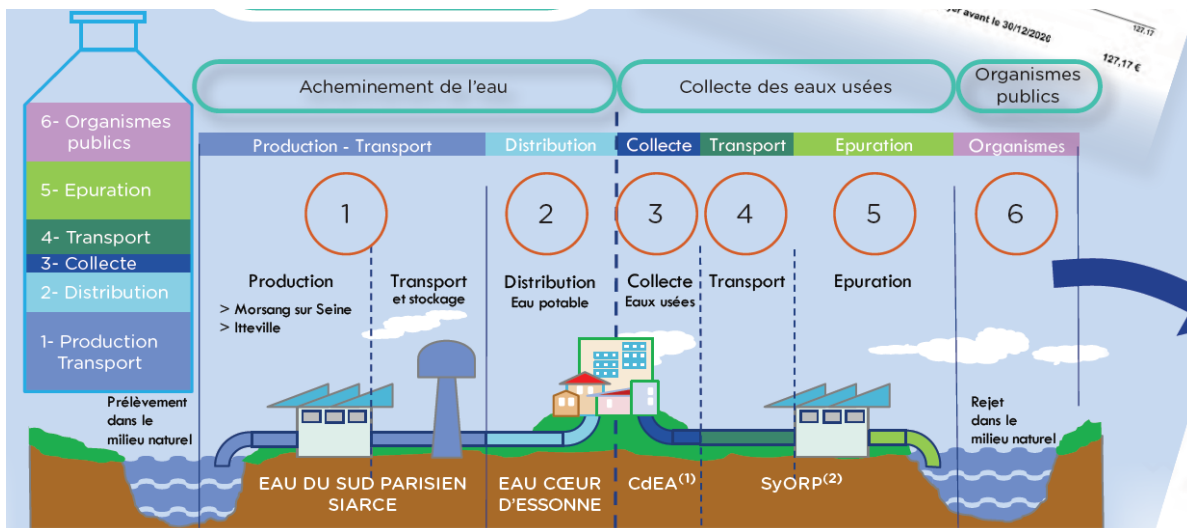 127,17
avant le 30/12/2026
127,17 €
Acheminement de l'eau
Collecte des eaux usées
Organismes
publics
6- Organismes
publics
5- Epuration
4- Transport
3- Collecte
2- Distribution
1- Production
Transport
Production - Transport
Distribution
Collecte
Transport
Epuration
Organismes
1
2
3
4
5
6
Production
> Morsang sur Seine
> Itteville
Transport
et stockage
Distribution
Eau potable
Collecte
Eaux usées
Transport
Epuration
Prélèvement
dans le
milieu naturel
Rejet
dans le
milieu naturel
EAU DU SUD PARISIEN
SIARCE
EAU CŒUR
D'ESSONNE
CdEA(1)
SyORP(2)